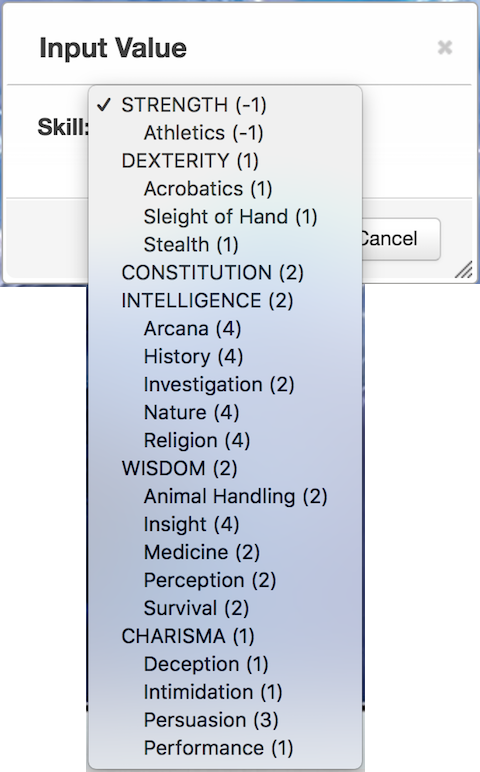 Input Value
×
Skill:
✓ STRENGTH (-1)
Athletics (-1)
DEXTERITY (1)
Acrobatics (1)
Sleight of Hand (1)
Stealth (1)
Cancel
CONSTITUTION (2)
INTELLIGENCE (2)
Arcana (4)
History (4)
Investigation (2)
Nature (4)
Religion (4)
WISDOM (2)
Animal Handling (2)
Insight (4)
Medicine (2)
Perception (2)
Survival (2)
CHARISMA (1)
Deception (1)
Intimidation (1)
Persuasion (3)
Performance (1)